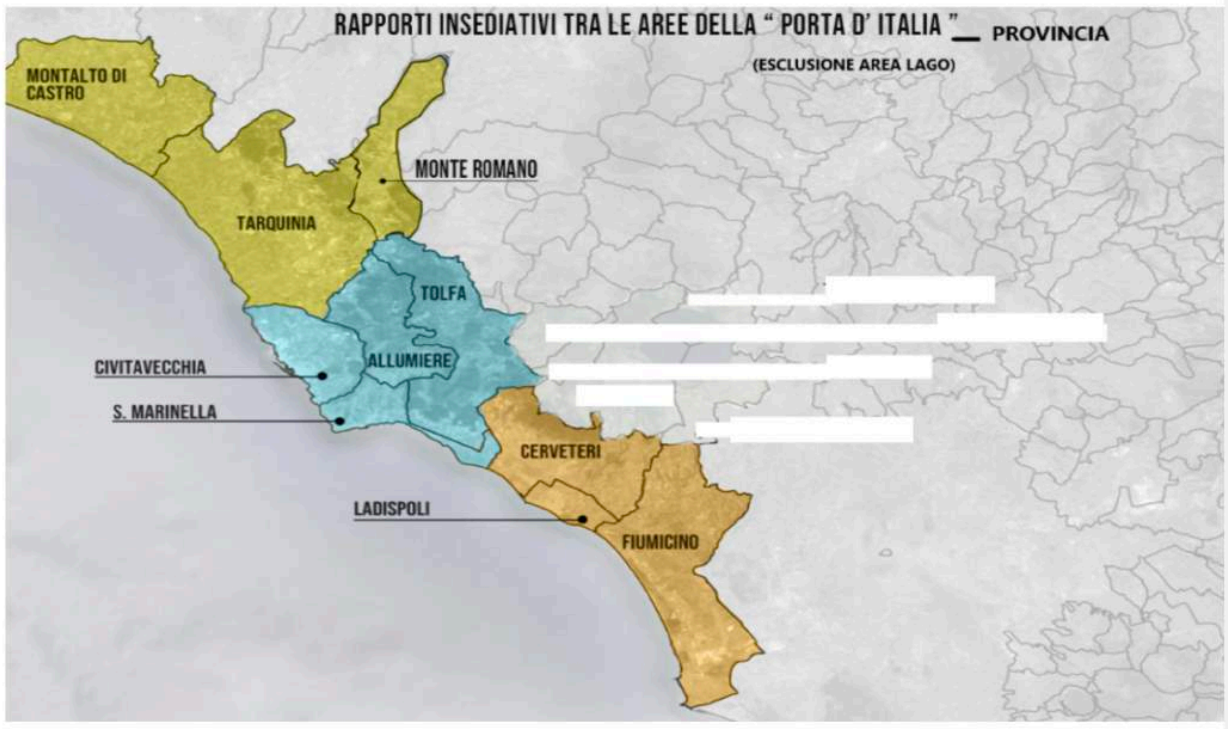 RAPPORTI INSEDIATIVI TRA LE AREE DELLA “ PORTA D’ ITALIA ” _ PROVINCIA
(ESCLUSIONE AREA LAGO)
MONTALTO DI
CASTRO
MONTE ROMANO
TARQUINIA
TOLFA
ALLUMIERE
CIVITAVECCHIA
S. MARINELLA
CERVETERI
LADISPOLI
FIUMICINO